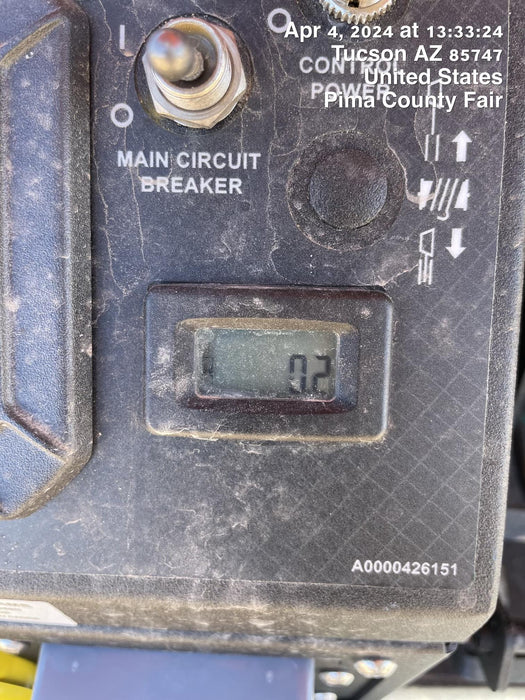 Apr 4, 2024 at 13:33:24
Tucson AZ 85747
United States
Pima County Fair
I
O
O
CONTROL
POWER
MAIN CIRCUIT
BREAKER
0.2
A0000426151